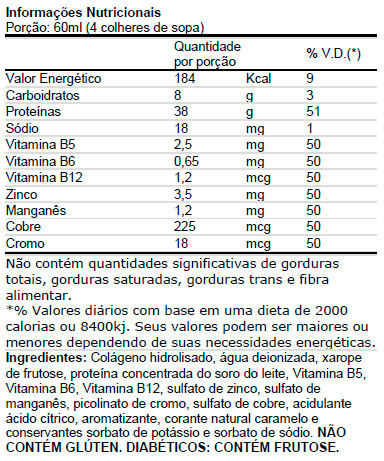 Informações Nutricionais
Porção: 60ml (4 colheres de sopa)
Quantidade por porção % V.D.(*)
Valor Energético 184 Kcal 9
Carboidratos 8 g 3
Proteínas 38 g 51
Sódio 18 mg 1
Vitamina B5 2,5 mg 50
Vitamina B6 0,65 mg 50
Vitamina B12 1,2 mcg 50
Zinco 3,5 mg 50
Manganês 1,2 mg 50
Cobre 225 mcg 50
Cromo 18 mcg 50
Não contém quantidades significativas de gorduras
totais, gorduras saturadas, gorduras trans e fibra
alimentar.
*% Valores diários com base em uma dieta de 2000
calorias ou 8400kj. Seus valores podem ser maiores ou
menores dependendo de suas necessidades energéticas.
Ingredientes: Colágeno hidrolisado, água deionizada, xarope
de frutose, proteína concentrada do soro do leite, Vitamina B5,
Vitamina B6, Vitamina B12, sulfato de zinco, sulfato de
manganês, picolinato de cromo, sulfato de cobre, acidulante
ácido cítrico, aromatizante, corante natural caramelo e
conservantes sorbato de potássio e sorbato de sódio. NÃO
CONTÉM GLÚTEN. DIABÉTICOS: CONTÉM FRUTOSE.